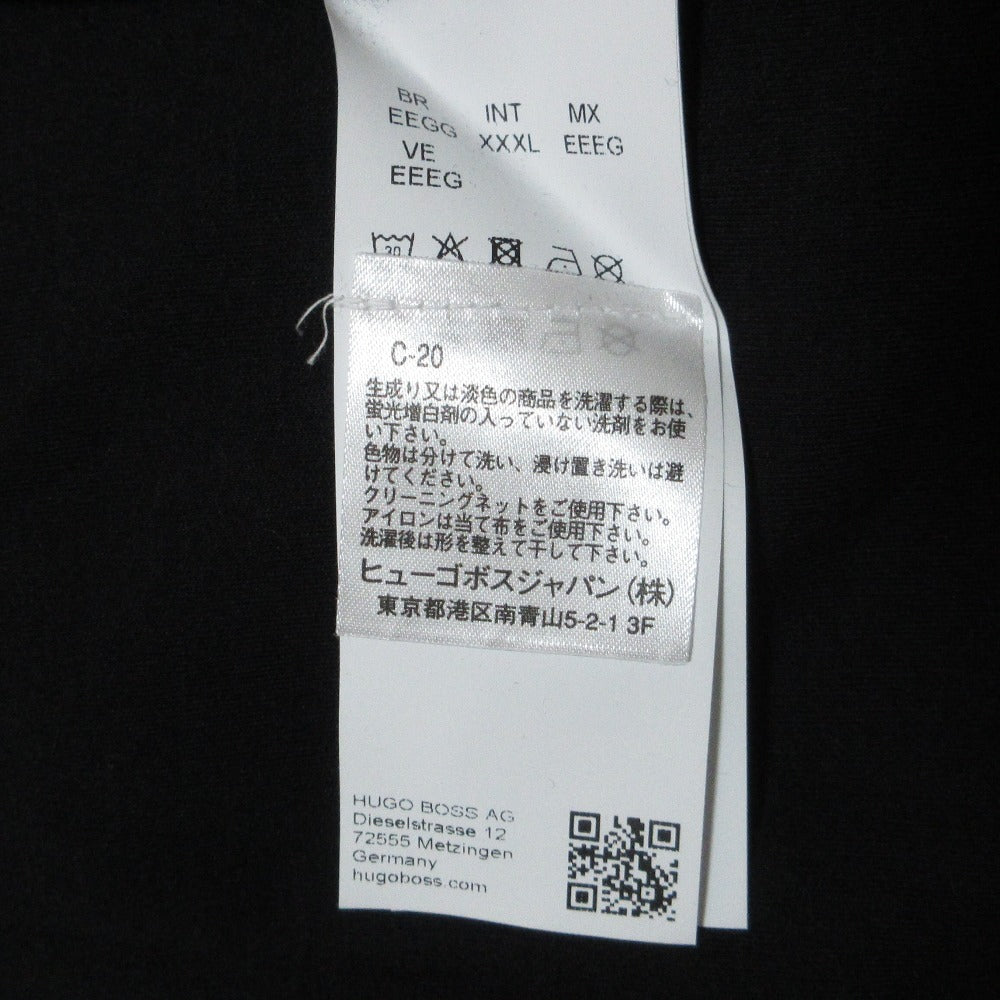 BR
EEGG
INT
XXXL
MX
EEEG
VE
EEEG
30
C-20
生成り又は淡色の商品を洗濯する際は、
蛍光増白剤の入っていない洗剤をお使
い下さい。
色物は分けて洗い、浸け置き洗いは避
けてください。
クリーニングネットをご使用下さい。
アイロンは当て布をご使用下さい。
洗濯後は形を整えて干して下さい。
ヒューゴボスジャパン(株)
東京都港区南青山5-2-1 3F
HUGO BOSS AG
Dieselstrasse 12
72555 Metzingen
Germany
hugoboss.com